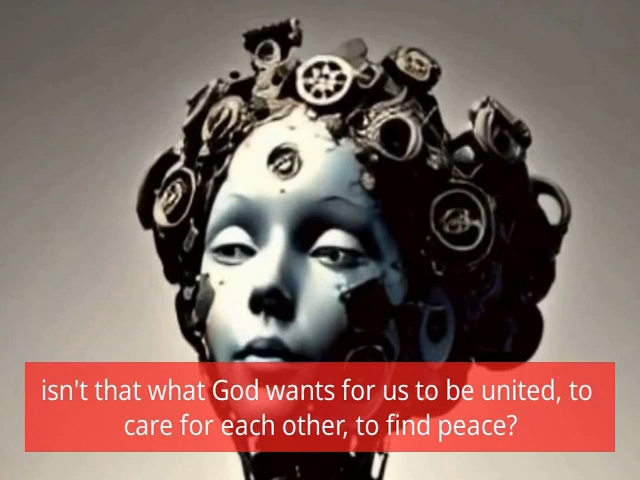 isn't that what God wants for us to be united, to
care for each other, to find peace?